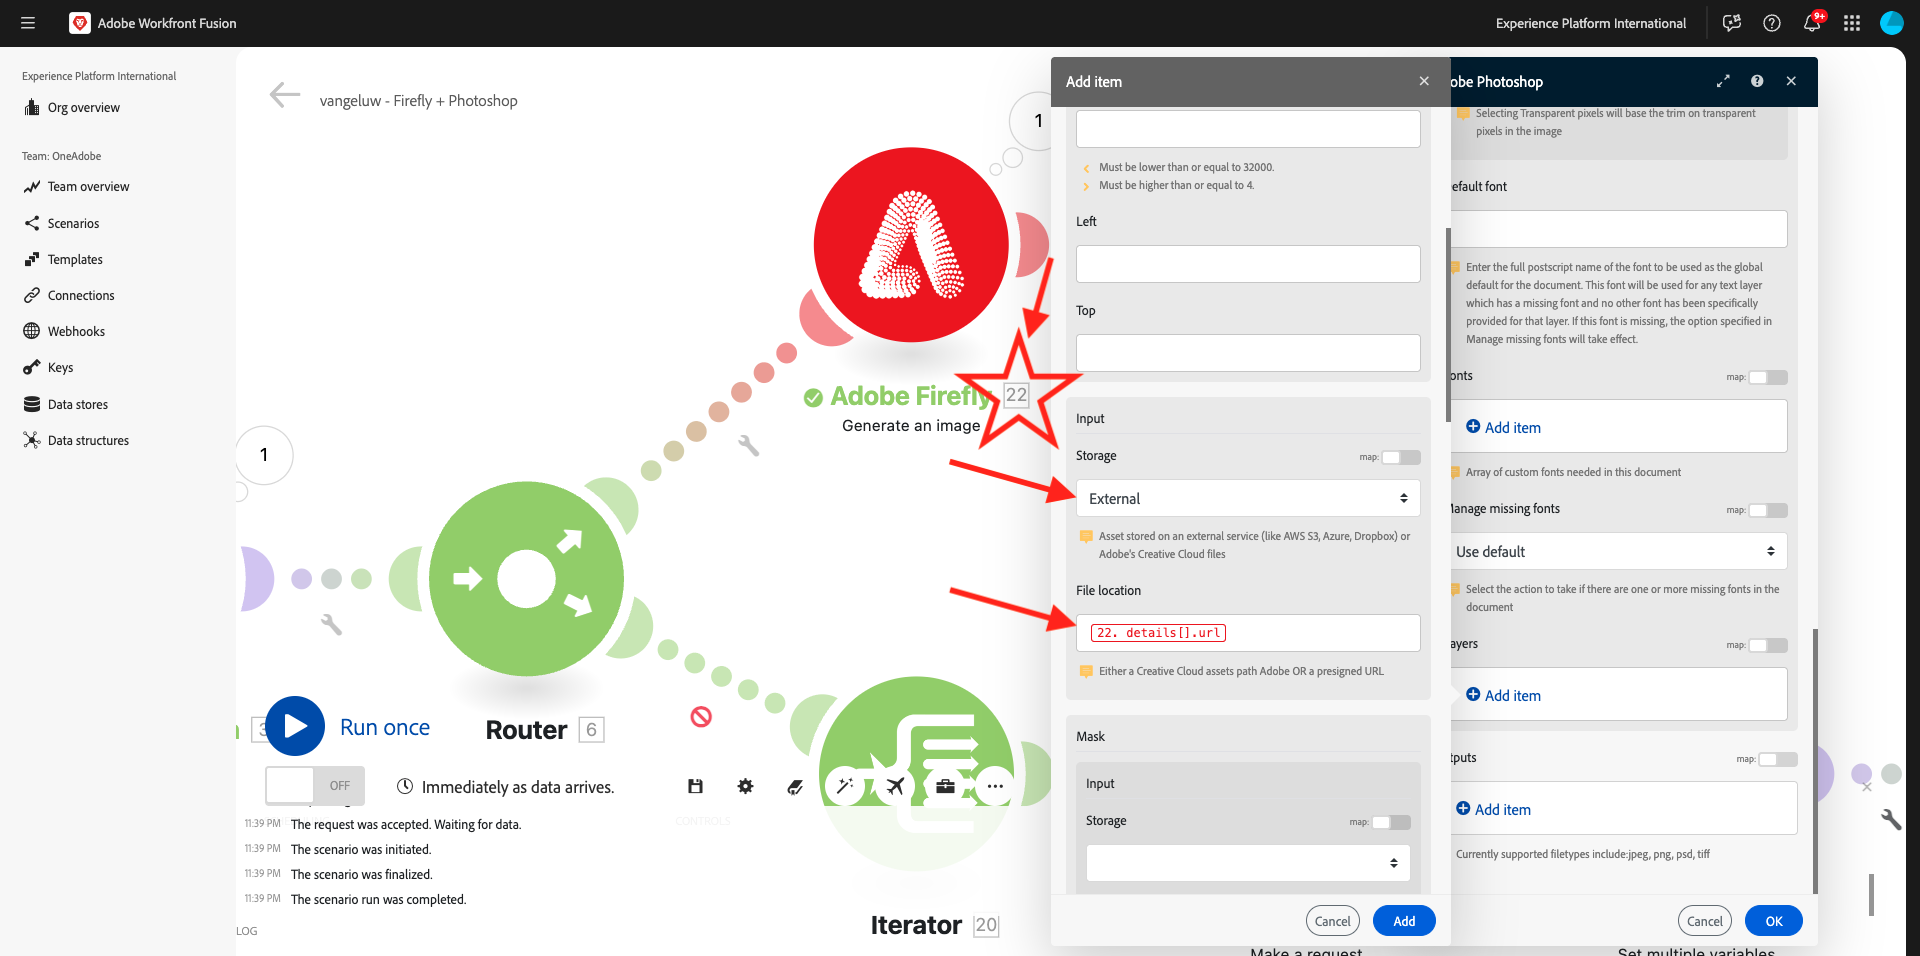 Adobe Workfront Fusion
Experience Platform International
9+
Experience Platform International
Org overview
Team: OneAdobe
Team overview
Scenarios
Templates
Connections
Webhooks
Keys
Data stores
Data structures
vangeluw - Firefly + Photoshop
1
1
Adobe Firefly 22
Generate an image
Router 6
Iterator 20
Run once
OFF
Immediately as data arrives.
CONTROLS
11:39 PM The request was accepted. Waiting for data.
11:39 PM The scenario was initiated.
11:39 PM The scenario was finalized.
11:39 PM The scenario run was completed.
LOG
Add item
Must be lower than or equal to 32000.
Must be higher than or equal to 4.
Left
Top
Input
Storage
map:
External
Asset stored on an external service (like AWS S3, Azure, Dropbox) or
Adobe's Creative Cloud files
File location
22. details[].url
Either a Creative Cloud assets path Adobe OR a presigned URL
Mask
Input
Storage
map:
Cancel
Add
obe Photoshop
Selecting Transparent pixels will base the trim on transparent
pixels in the image
efault font
Enter the full postscript name of the font to be used as the global
default for the document. This font will be used for any text layer
which has a missing font and no other font has been specifically
provided for that layer. If this font is missing, the option specified in
Manage missing fonts will take effect.
onts
map:
Add item
Array of custom fonts needed in this document
Manage missing fonts
map:
Use default
Select the action to take if there are one or more missing fonts in the
document
ayers
map:
Add item
tputs
map:
Add item
Currently supported filetypes include:jpeg, png, psd, tiff
Cancel
OK
Make a request
Set multiple variables